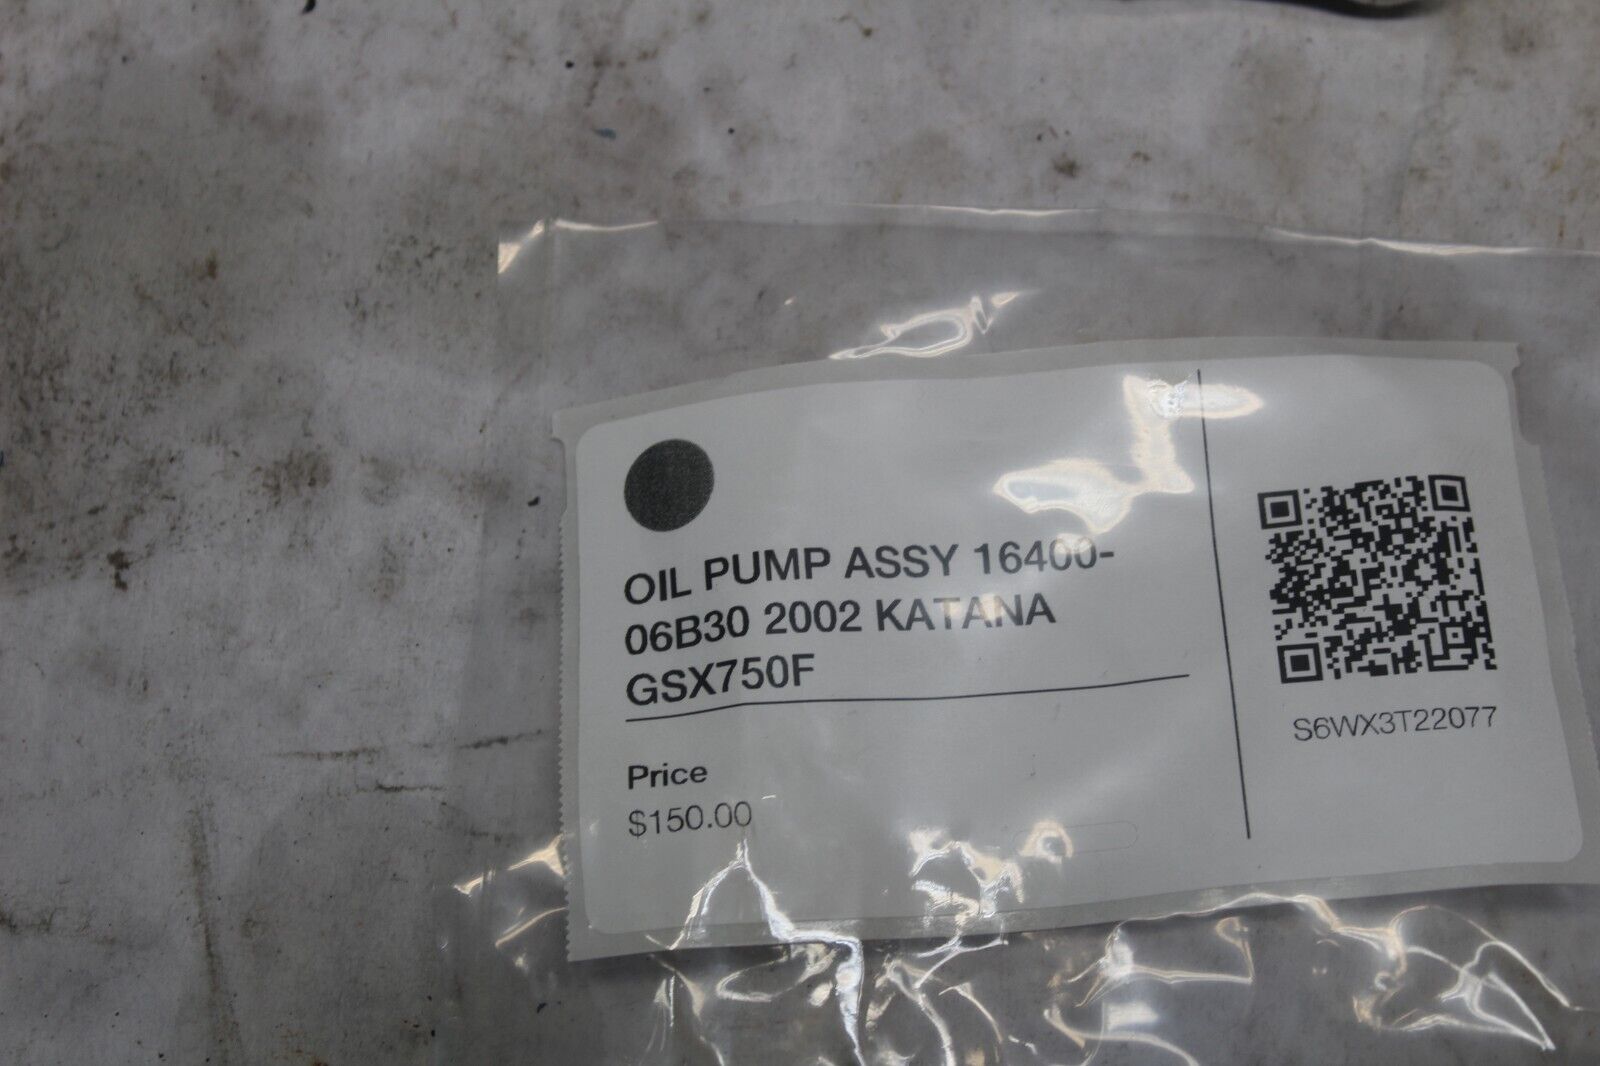 OIL PUMP ASSY 16400-
06B30 2002 KATANA
GSX750F
Price
$150.00
S6WX3T22077